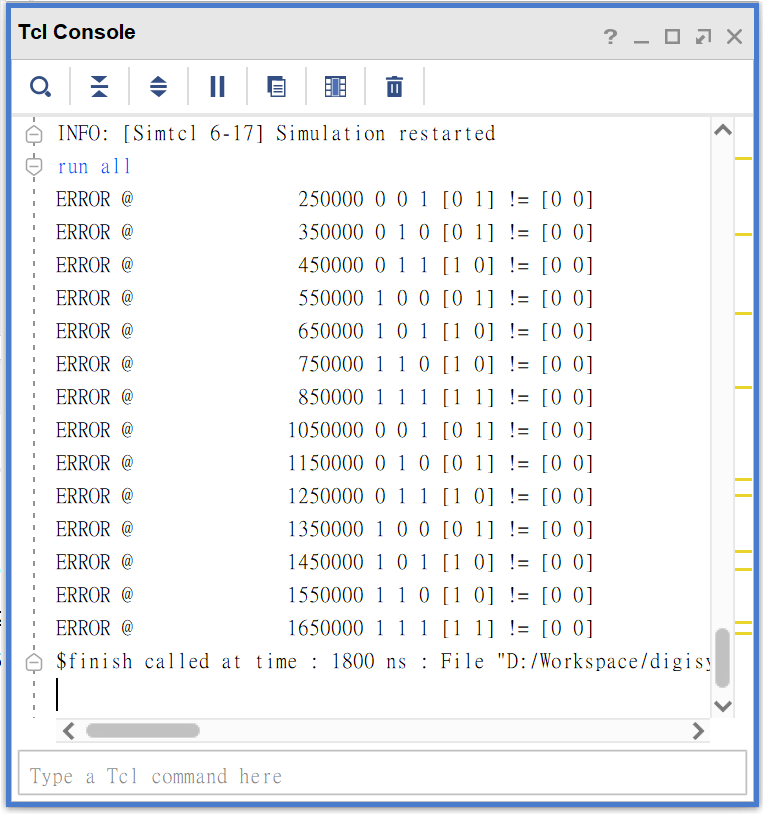 Tcl Console
INFO: [Simtcl 6-17] Simulation restarted
run all
ERROR @ 250000 0 0 1 [0 1] != [0 0]
ERROR @ 350000 0 1 0 [0 1] != [0 0]
ERROR @ 450000 0 1 1 [1 0] != [0 0]
ERROR @ 550000 1 0 0 [0 1] != [0 0]
ERROR @ 650000 1 0 1 [1 0] != [0 0]
ERROR @ 750000 1 1 0 [1 0] != [0 0]
ERROR @ 850000 1 1 1 [1 1] != [0 0]
ERROR @ 1050000 0 0 1 [0 1] != [0 0]
ERROR @ 1150000 0 1 0 [0 1] != [0 0]
ERROR @ 1250000 0 1 1 [1 0] != [0 0]
ERROR @ 1350000 1 0 0 [0 1] != [0 0]
ERROR @ 1450000 1 0 1 [1 0] != [0 0]
ERROR @ 1550000 1 1 0 [1 0] != [0 0]
ERROR @ 1650000 1 1 1 [1 1] != [0 0]
$finish called at time : 1800 ns : File "D:/Workspace/digisy
Type a Tcl command here